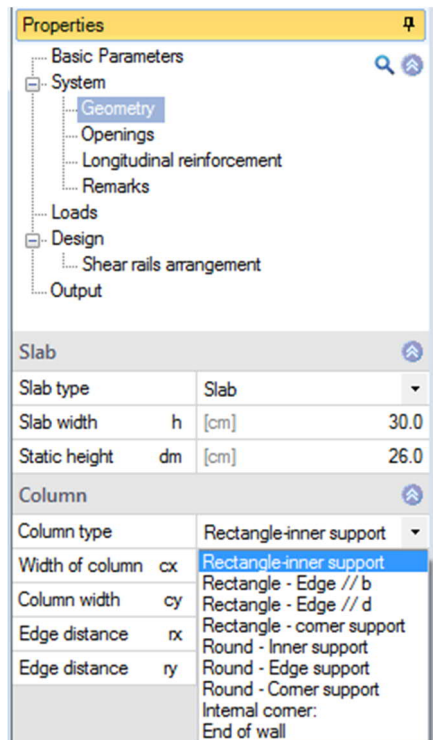 Properties
Basic Parameters
System
Geometry
Openings
Longitudinal reinforcement
Remarks
Loads
Design
Shear rails arrangement
Output
Slab
Slab type Slab
Slab width h [cm] 30.0
Static height dm [cm] 26.0
Column
Column type Rectangle-inner support
Width of column cx Rectangle-inner support
Rectangle - Edge // b
Column width cy Rectangle - Edge // d
Rectangle - corner support
Edge distance rx Round - Inner support
Round - Edge support
Edge distance ry Round - Corner support
Internal corner:
End of wall